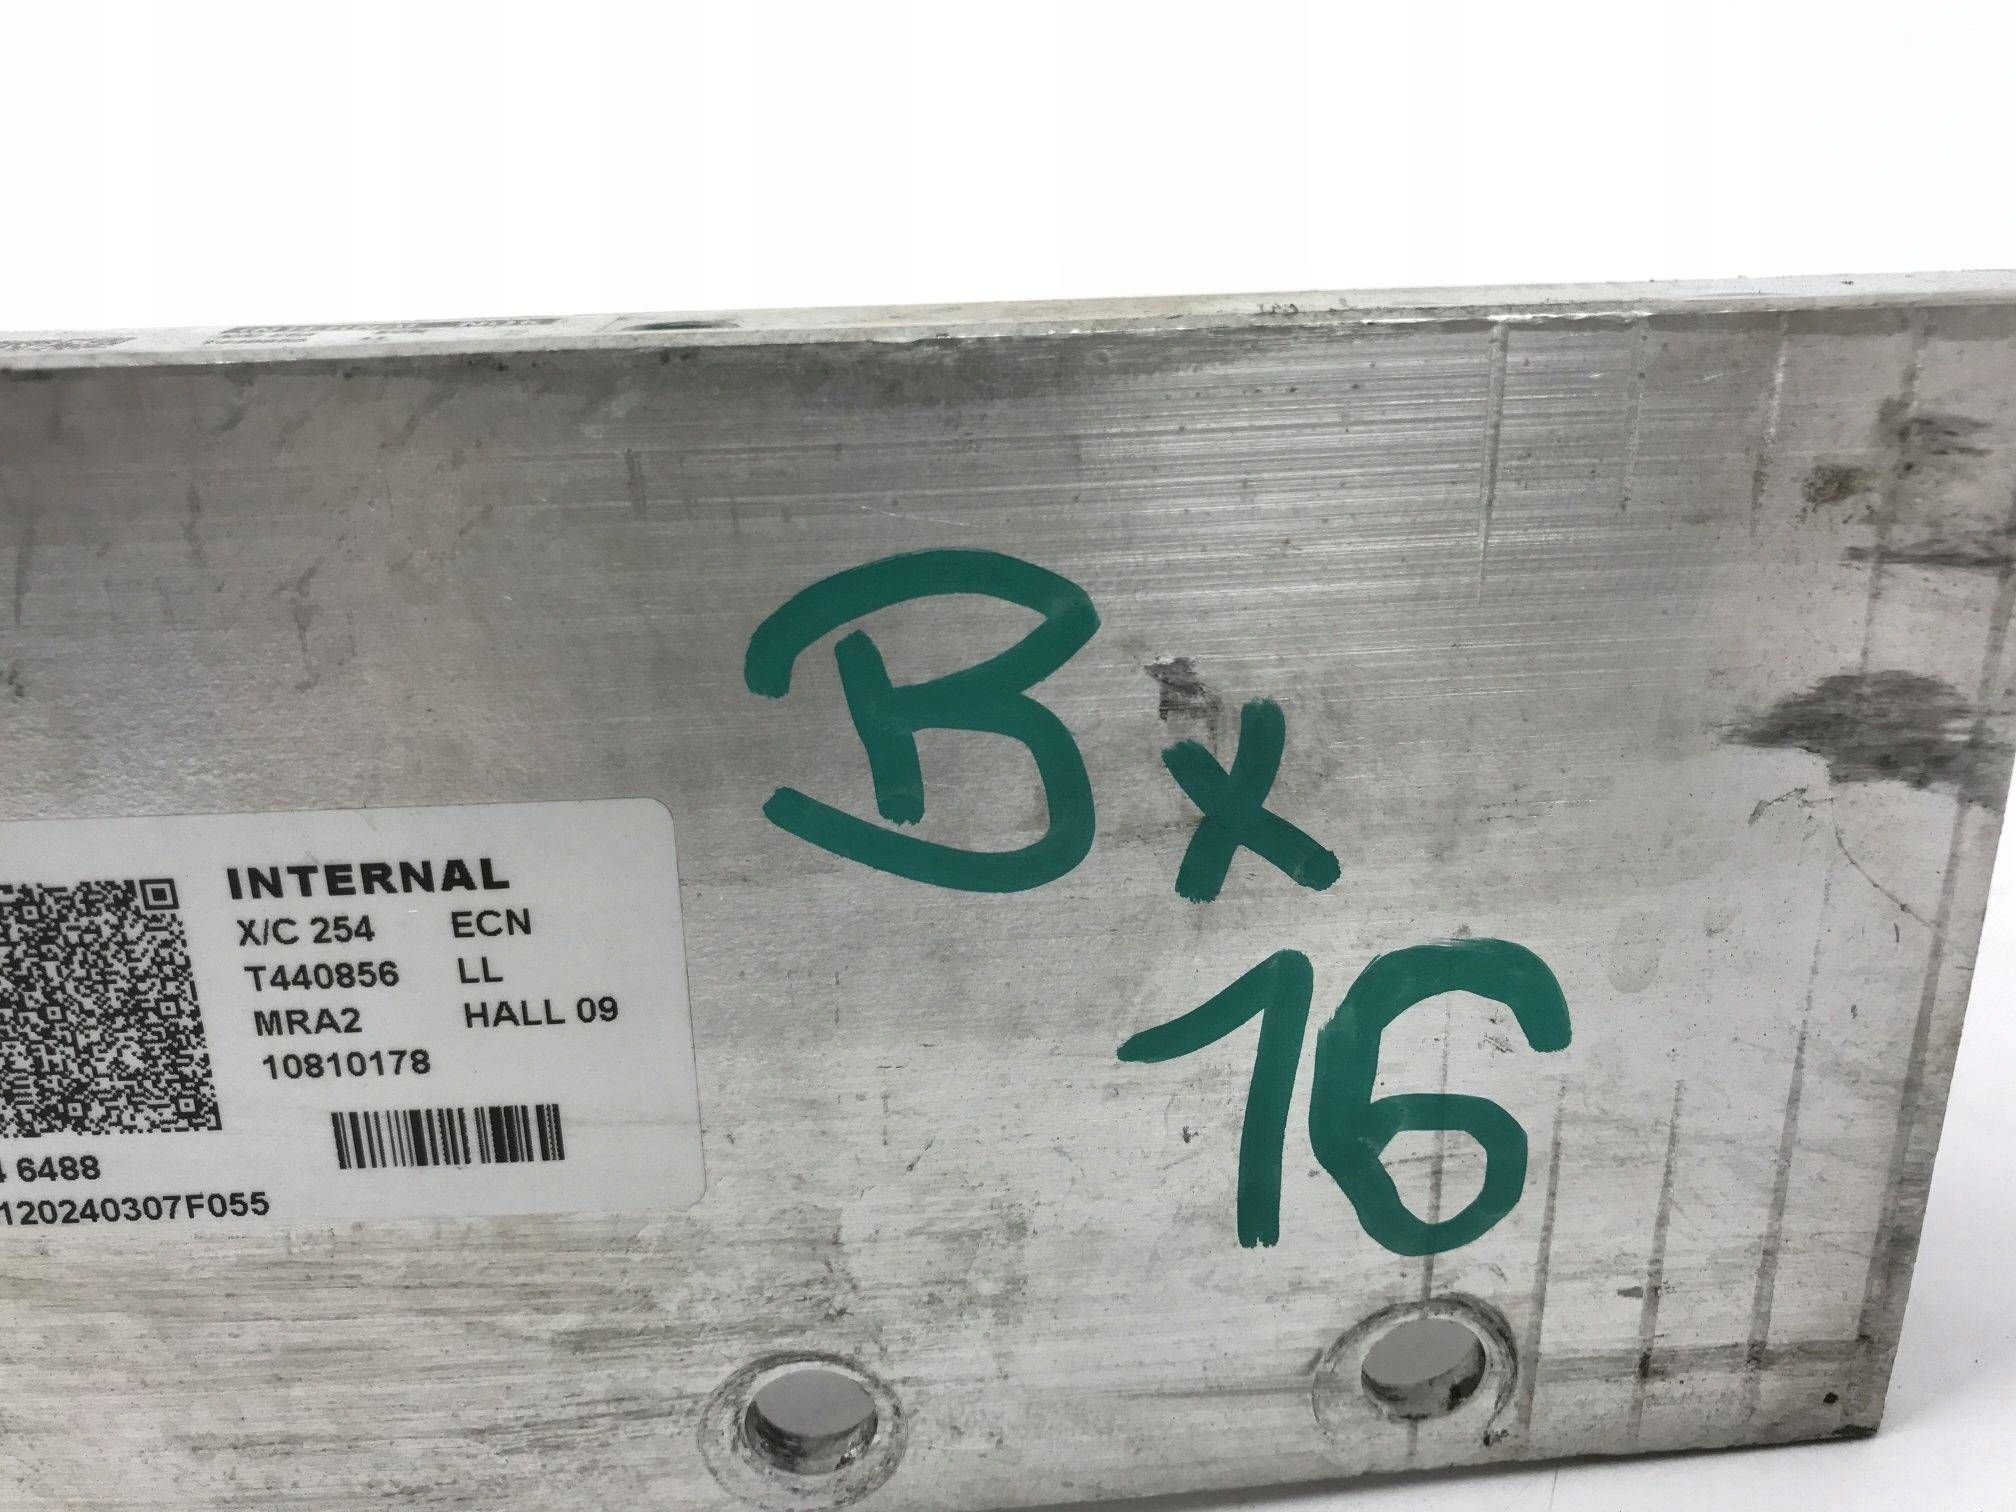 Bx
16
INTERNAL
X/C 254 ECN
T440856 LL
MRA2 HALL 09
10810178
6488
120240307F055